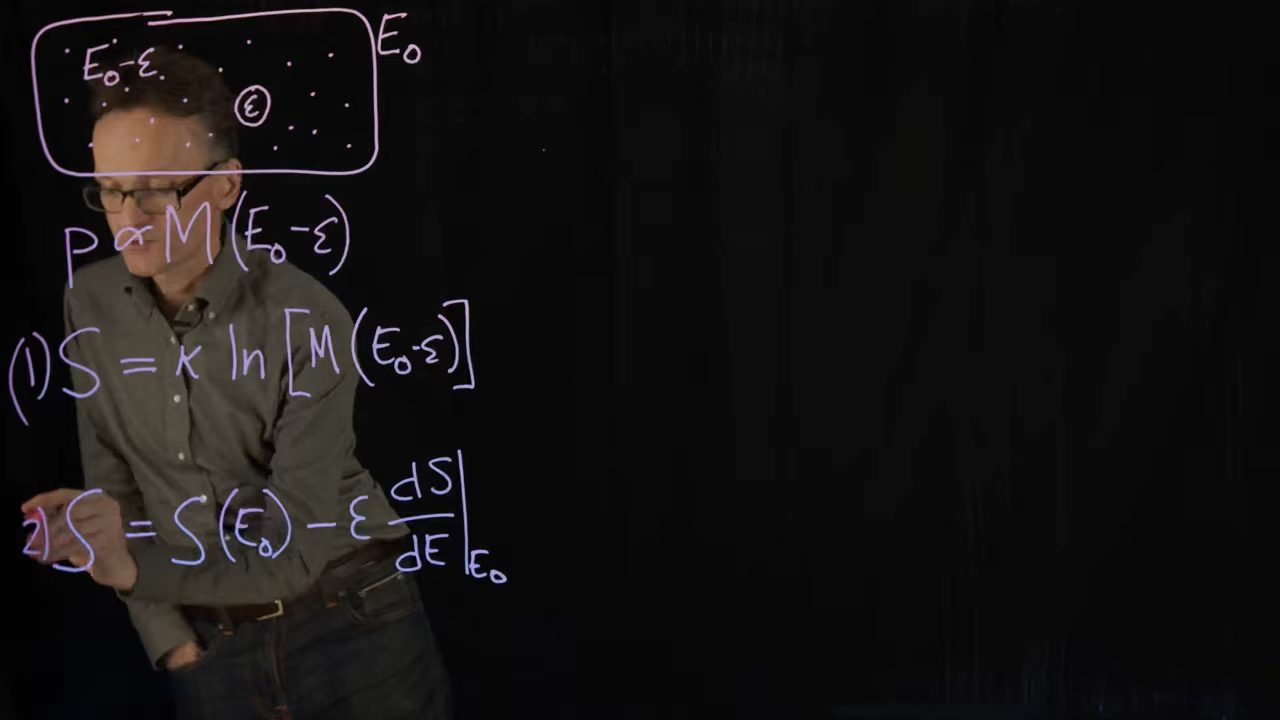 E₀
E₀-ε
ε
p ∝ M(E₀-ε)
(1) S = k ln [M(E₀-ε)]
2) S = S(E₀) - ε dS/dE |E₀